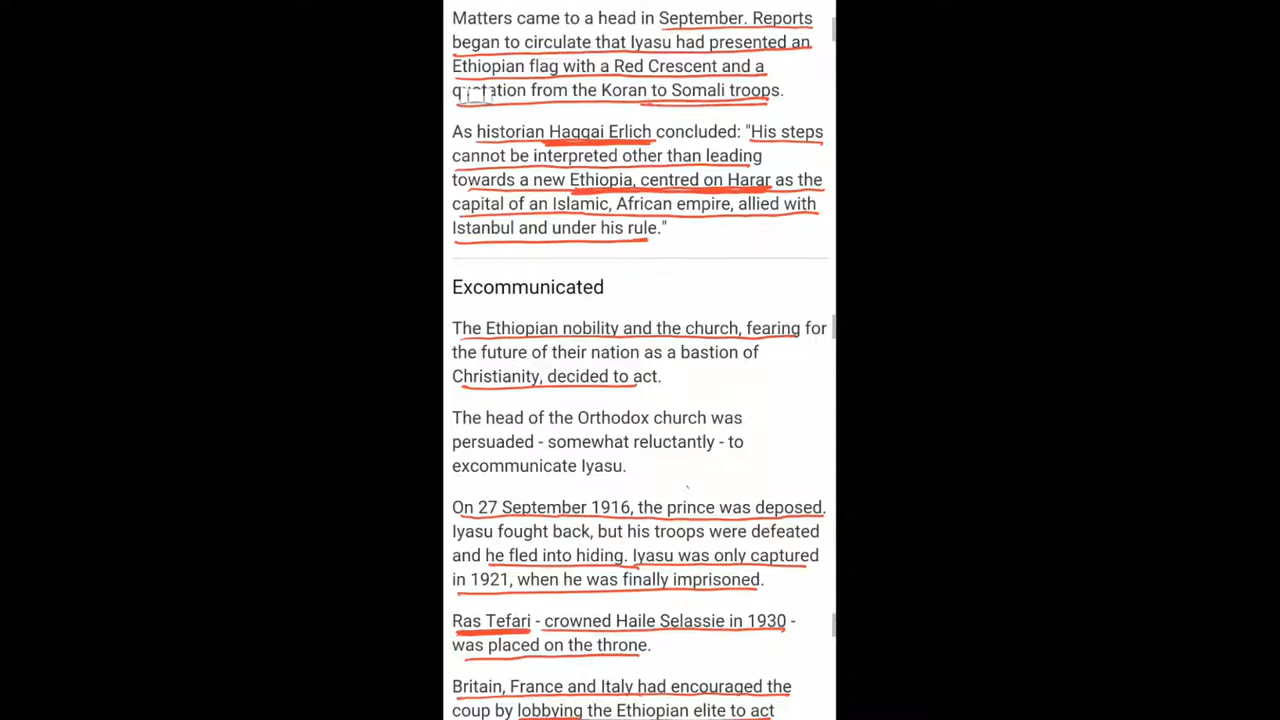 Matters came to a head in September. Reports
began to circulate that Iyasu had presented an
Ethiopian flag with a Red Crescent and a
quotation from the Koran to Somali troops.
As historian Haggai Erlich concluded: "His steps
cannot be interpreted other than leading
towards a new Ethiopia, centred on Harar as the
capital of an Islamic, African empire, allied with
Istanbul and under his rule."
Excommunicated
The Ethiopian nobility and the church, fearing for
the future of their nation as a bastion of
Christianity, decided to act.
The head of the Orthodox church was
persuaded - somewhat reluctantly - to
excommunicate Iyasu.
On 27 September 1916, the prince was deposed.
Iyasu fought back, but his troops were defeated
and he fled into hiding. Iyasu was only captured
in 1921, when he was finally imprisoned.
Ras Tefari - crowned Haile Selassie in 1930 -
was placed on the throne.
Britain, France and Italy had encouraged the
coup by lobbying the Ethiopian elite to act